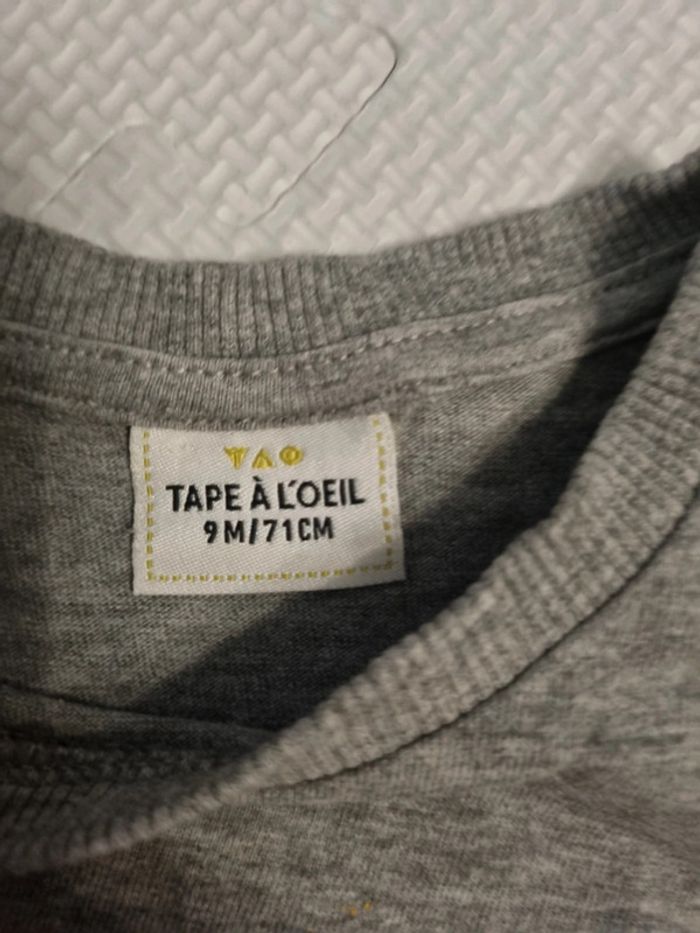 TAO
TAPE À L'OEIL
9M/71CM